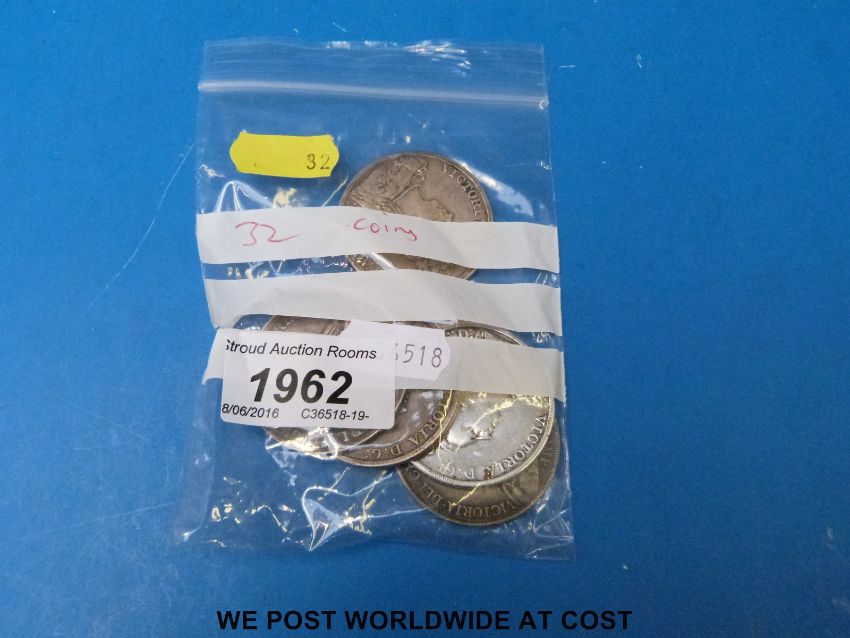 32
VICTORIA
32 coins
Stroud Auction Rooms
6518
1962
8/06/2016 C36518-19-
VICTORIA D:G:
VICTORIA D:G:
VICTORIA DEI
WE POST WORLDWIDE AT COST